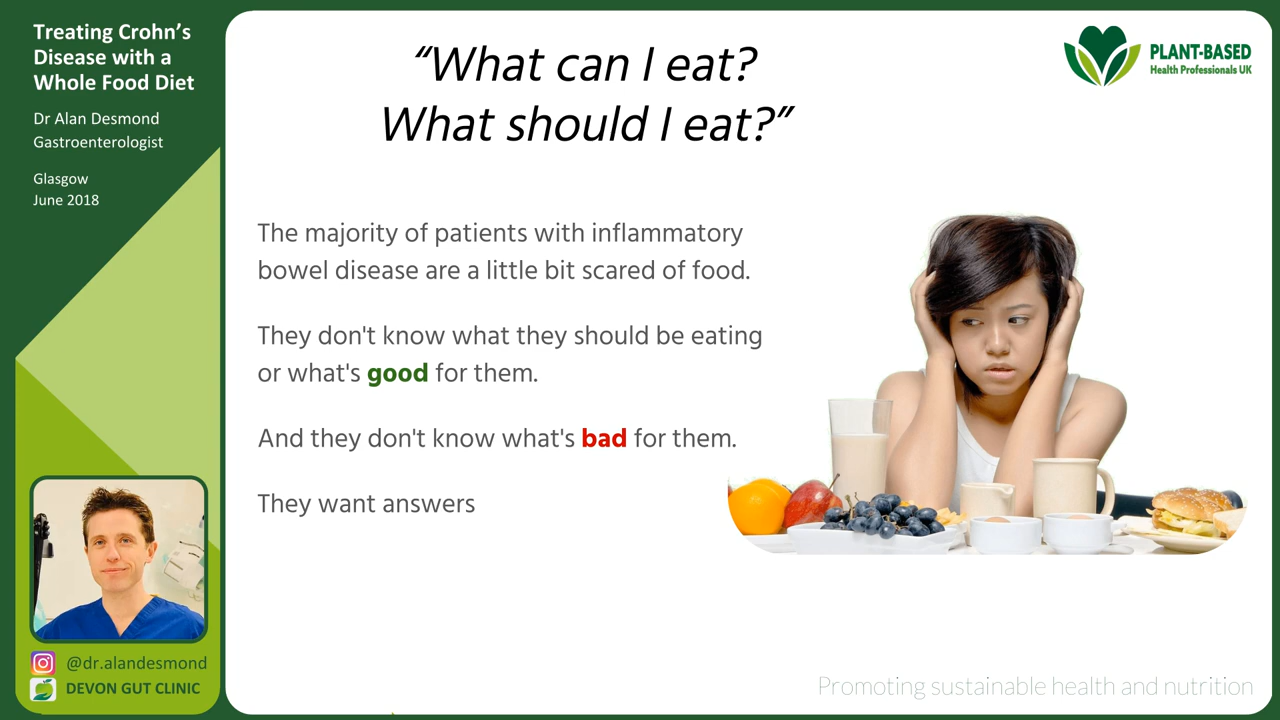 Treating Crohn’s
Disease with a
Whole Food Diet
Dr Alan Desmond
Gastroenterologist
Glasgow
June 2018
@dr.alandesmond
DEVON GUT CLINIC
“What can I eat?
What should I eat?”
PLANT-BASED
Health Professionals UK
The majority of patients with inflammatory
bowel disease are a little bit scared of food.
They don't know what they should be eating
or what's good for them.
And they don't know what's bad for them.
They want answers
Promoting sustainable health and nutrition